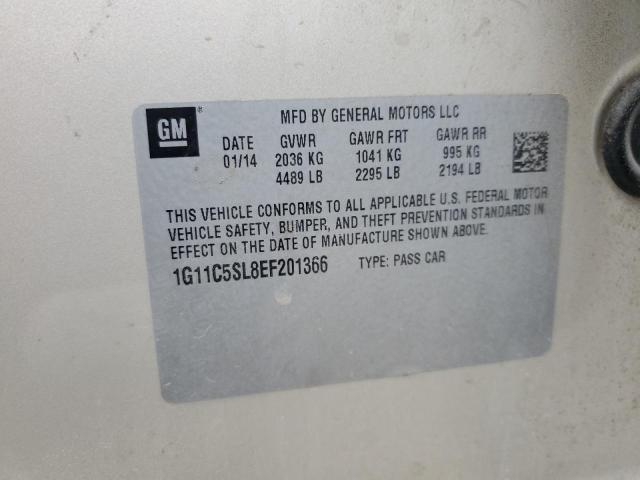 GM®
MFD BY GENERAL MOTORS LLC
DATE GVWR GAWR FRT GAWR RR
01/14 2036 KG 1041 KG 995 KG
4489 LB 2295 LB 2194 LB
THIS VEHICLE CONFORMS TO ALL APPLICABLE U.S. FEDERAL MOTOR
VEHICLE SAFETY, BUMPER, AND THEFT PREVENTION STANDARDS IN
EFFECT ON THE DATE OF MANUFACTURE SHOWN ABOVE.
1G11C5SL8EF201366 TYPE: PASS CAR